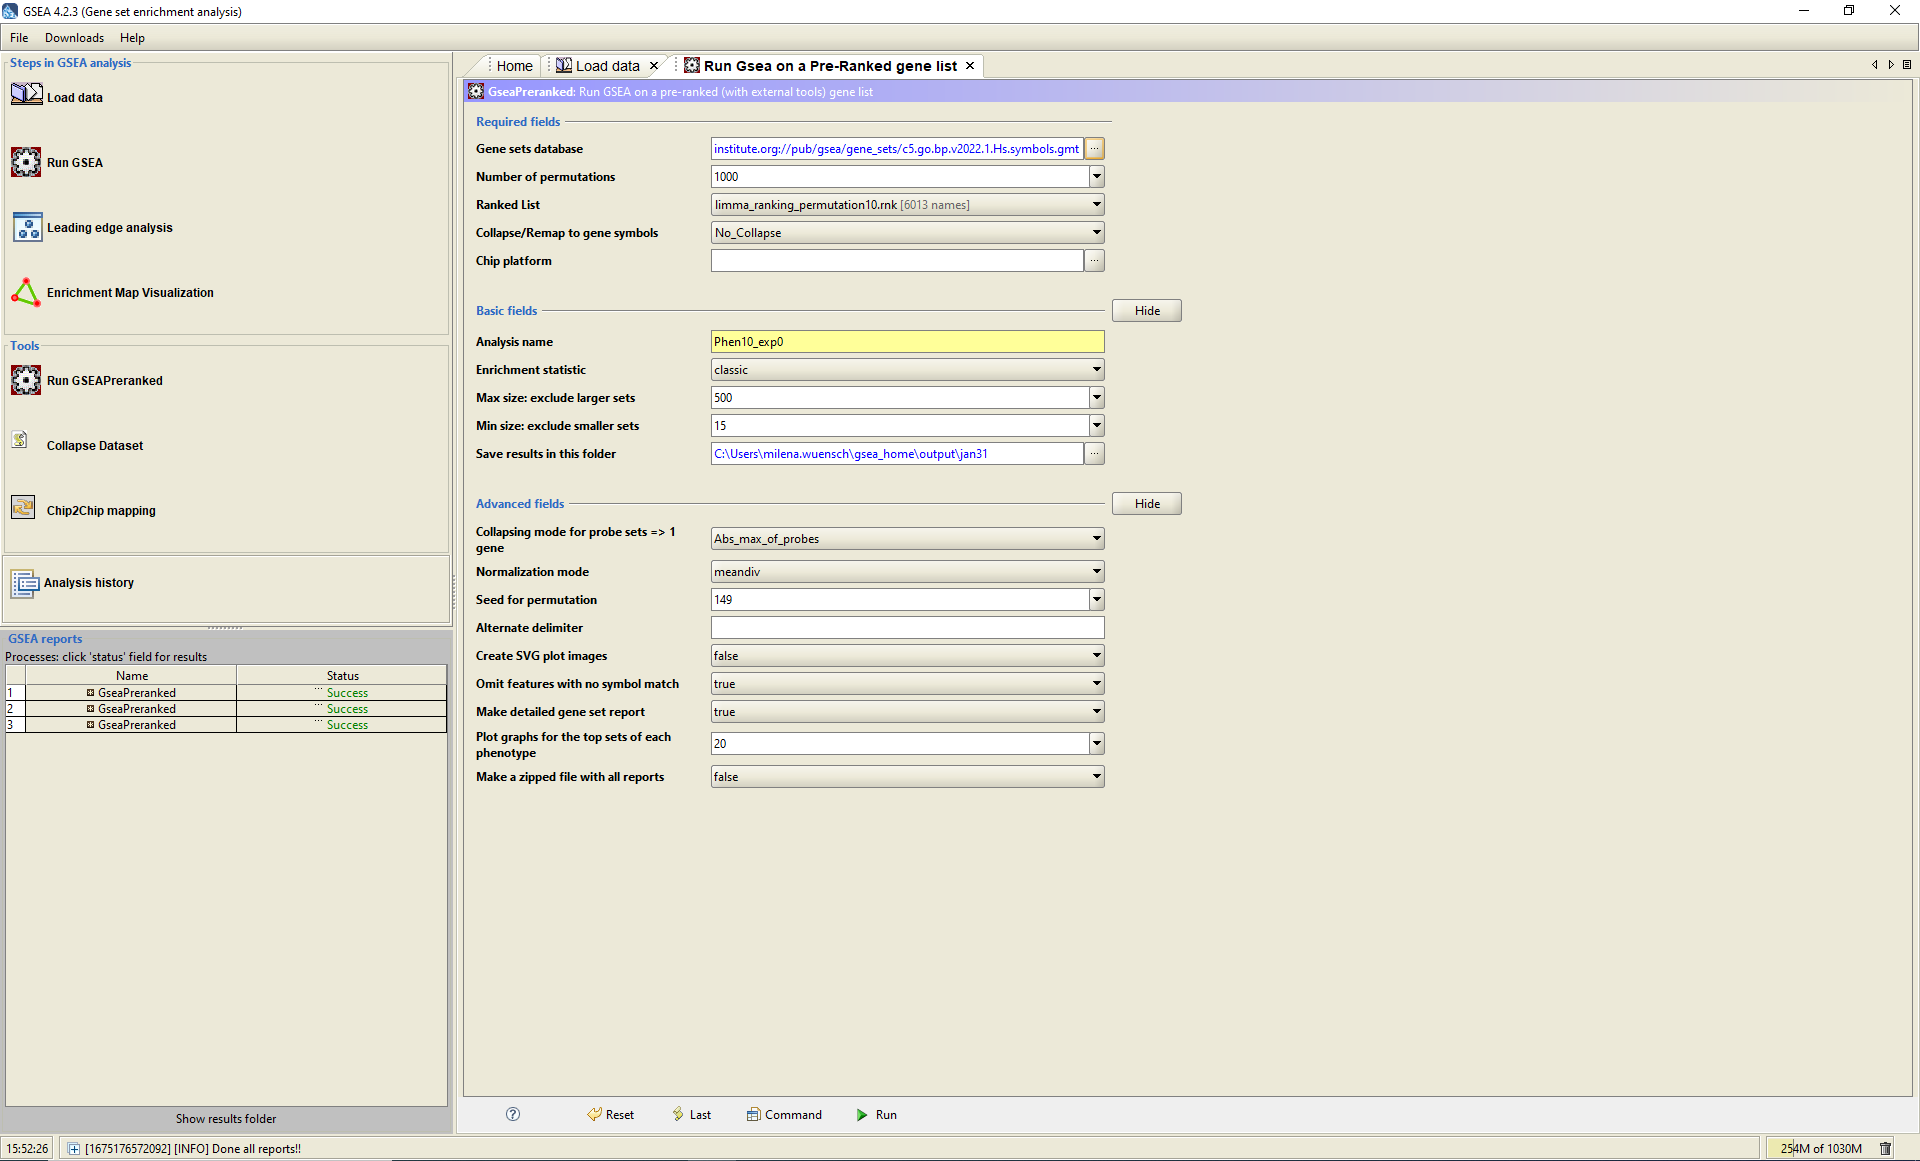 GSEA 4.2.3 (Gene set enrichment analysis)
File Downloads Help
Steps in GSEA analysis
Load data
Run GSEA
Leading edge analysis
Enrichment Map Visualization
Tools
Run GSEAPreranked
Collapse Dataset
Chip2Chip mapping
Analysis history
GSEA reports
Processes: click 'status' field for results
Name Status
1 GseaPreranked ... Success
2 GseaPreranked ... Success
3 GseaPreranked ... Success
Show results folder
Home Load data Run Gsea on a Pre-Ranked gene list
GseaPreranked: Run GSEA on a pre-ranked (with external tools) gene list
Required fields
Gene sets database institute.org://pub/gsea/gene_sets/c5.go.bp.v2022.1.Hs.symbols.gmt ...
Number of permutations 1000
Ranked List limma_ranking_permutation10.rnk [6013 names]
Collapse/Remap to gene symbols No_Collapse
Chip platform ...
Basic fields Hide
Analysis name Phen10_exp0
Enrichment statistic classic
Max size: exclude larger sets 500
Min size: exclude smaller sets 15
Save results in this folder C:\Users\milena.wuensch\gsea_home\output\jan31 ...
Advanced fields Hide
Collapsing mode for probe sets => 1
gene Abs_max_of_probes
Normalization mode meandiv
Seed for permutation 149
Alternate delimiter
Create SVG plot images false
Omit features with no symbol match true
Make detailed gene set report true
Plot graphs for the top sets of each
phenotype 20
Make a zipped file with all reports false
? Reset Last Command Run
15:52:26 [1675176572092] [INFO] Done all reports!! 254M of 1030M